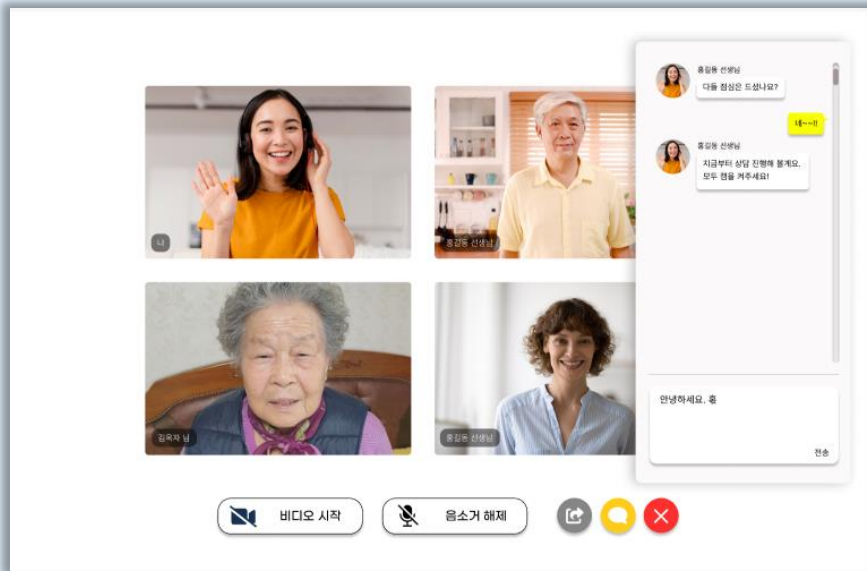 나
홍길동 선생님
김옥자 님
홍길동 선생님
홍길동 선생님
다들 점심은 드셨나요?
네~~!!
홍길동 선생님
지금부터 상담 진행해 볼게요.
모두 캠을 켜주세요!
안녕하세요. 홍
전송
비디오 시작
음소거 해제